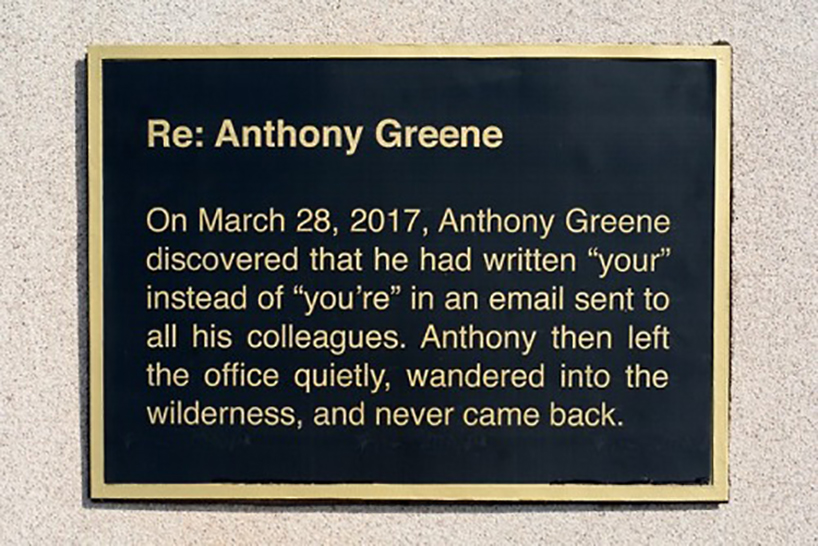 Re: Anthony Greene
On March 28, 2017, Anthony Greene
discovered that he had written “your”
instead of “you’re” in an email sent to
all his colleagues. Anthony then left
the office quietly, wandered into the
wilderness, and never came back.